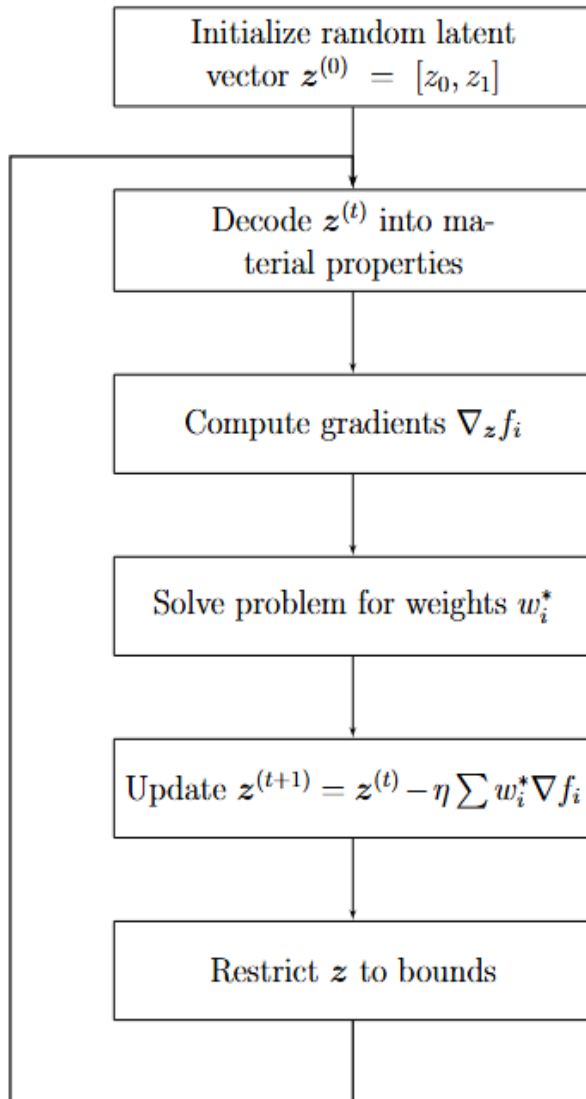 Initialize random latent
vector z^(0) = [z_0, z_1]
Decode z^(t) into ma-
terial properties
Compute gradients ∇_z f_i
Solve problem for weights w_i^*
Update z^(t+1) = z^(t) − η ∑ w_i^* ∇f_i
Restrict z to bounds